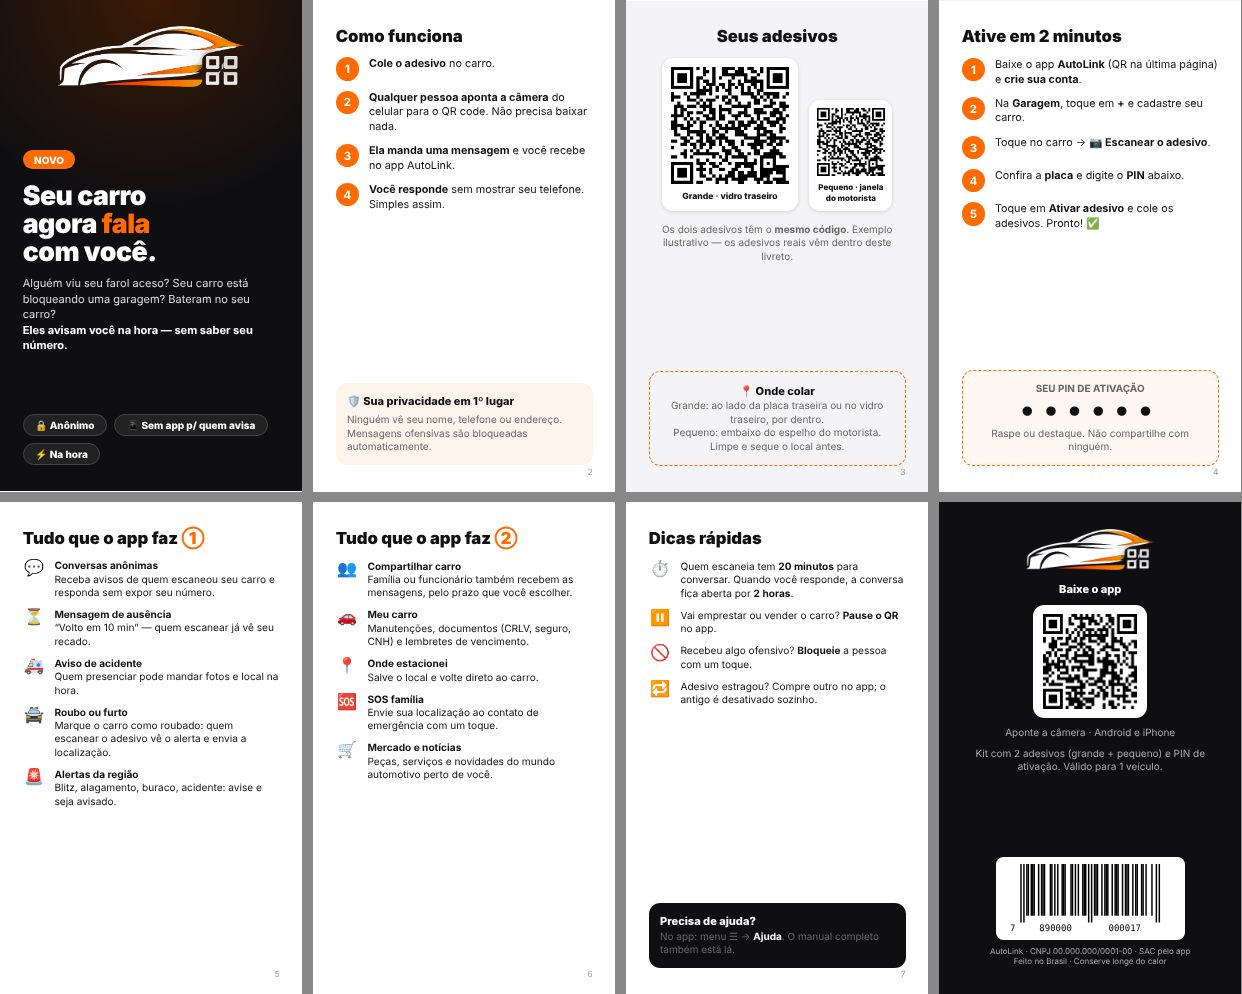 NOVO
Seu carro
agora fala
com você.
Alguém viu seu farol aceso? Seu carro está
bloqueando uma garagem? Bateram no seu
carro?
Eles avisam você na hora — sem saber seu
número.
🔒 Anônimo
📱 Sem app p/ quem avisa
⚡ Na hora
Como funciona
1 Cole o adesivo no carro.
2 Qualquer pessoa aponta a câmera do
celular para o QR code. Não precisa baixar
nada.
3 Ela manda uma mensagem e você recebe
no app AutoLink.
4 Você responde sem mostrar seu telefone.
Simples assim.
🛡️ Sua privacidade em 1º lugar
Ninguém vê seu nome, telefone ou endereço.
Mensagens ofensivas são bloqueadas
automaticamente.
2
Seus adesivos
Grande · vidro traseiro
Pequeno · janela
do motorista
Os dois adesivos têm o mesmo código. Exemplo
ilustrativo — os adesivos reais vêm dentro deste
livreto.
📍 Onde colar
Grande: ao lado da placa traseira ou no vidro
traseiro, por dentro.
Pequeno: embaixo do espelho do motorista.
Limpe e seque o local antes.
3
Ative em 2 minutos
1 Baixe o app AutoLink (QR na última página)
e crie sua conta.
2 Na Garagem, toque em + e cadastre seu
carro.
3 Toque no carro → 📷 Escanear o adesivo.
4 Confira a placa e digite o PIN abaixo.
5 Toque em Ativar adesivo e cole os
adesivos. Pronto! ✅
SEU PIN DE ATIVAÇÃO
● ● ● ● ● ●
Raspe ou destaque. Não compartilhe com
ninguém.
4
Tudo que o app faz ①
💬 Conversas anônimas
Receba avisos de quem escaneou seu carro e
responda sem expor seu número.
⏳ Mensagem de ausência
“Volto em 10 min” — quem escanear já vê seu
recado.
🚑 Aviso de acidente
Quem presenciar pode mandar fotos e local na
hora.
🚔 Roubo ou furto
Marque o carro como roubado: quem
escanear o adesivo vê o alerta e envia a
localização.
🚨 Alertas da região
Blitz, alagamento, buraco, acidente: avise e
seja avisado.
5
Tudo que o app faz ②
👥 Compartilhar carro
Família ou funcionário também recebem as
mensagens, pelo prazo que você escolher.
🚗 Meu carro
Manutenções, documentos (CRLV, seguro,
CNH) e lembretes de vencimento.
📍 Onde estacionei
Salve o local e volte direto ao carro.
🆘 SOS família
Envie sua localização ao contato de
emergência com um toque.
🛒 Mercado e notícias
Peças, serviços e novidades do mundo
automotivo perto de você.
6
Dicas rápidas
⏱️ Quem escaneia tem 20 minutos para
conversar. Quando você responde, a conversa
fica aberta por 2 horas.
⏸️ Vai emprestar ou vender o carro? Pause o QR
no app.
🚫 Recebeu algo ofensivo? Bloqueie a pessoa
com um toque.
🔁 Adesivo estragou? Compre outro no app; o
antigo é desativado sozinho.
Precisa de ajuda?
No app: menu ☰ → Ajuda. O manual completo
também está lá.
7
Baixe o app
Aponte a câmera · Android e iPhone
Kit com 2 adesivos (grande + pequeno) e PIN de
ativação. Válido para 1 veículo.
7 890000 000017
AutoLink · CNPJ 00.000.000/0001-00 · SAC pelo app
Feito no Brasil · Conserve longe do calor